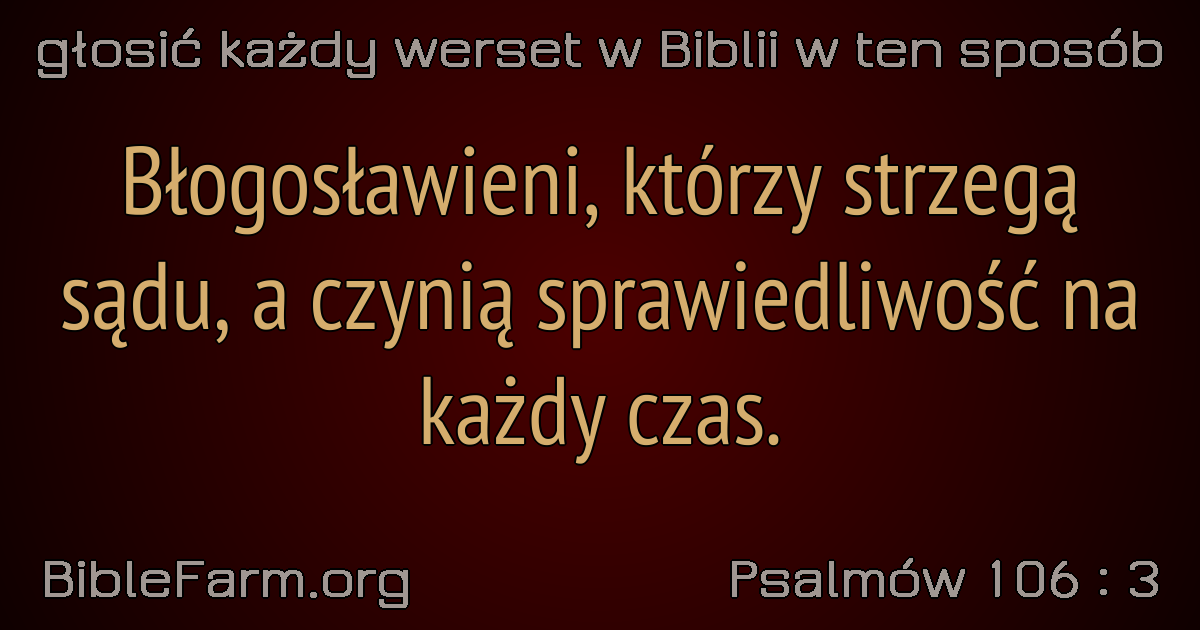 głosić każdy werset w Biblii w ten sposób
Błogosławieni, którzy strzegą
sądu, a czynią sprawiedliwość na
każdy czas.
BibleFarm.org
Psalmów 106 : 3